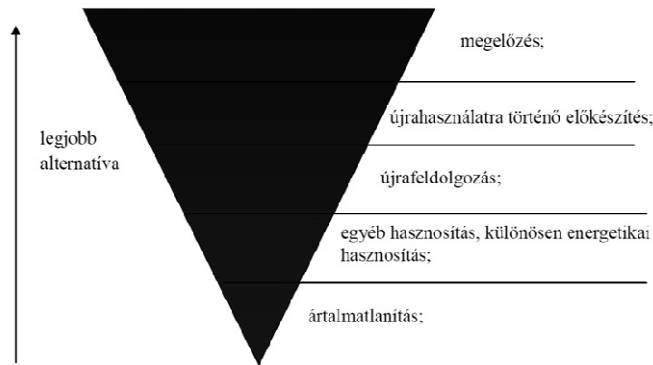 megelőzés;
újrahasználatra történő előkészítés;
legjobb
alternatíva
újrafeldolgozás;
egyéb hasznosítás, különösen energetikai
hasznosítás;
ártalmatlanítás;